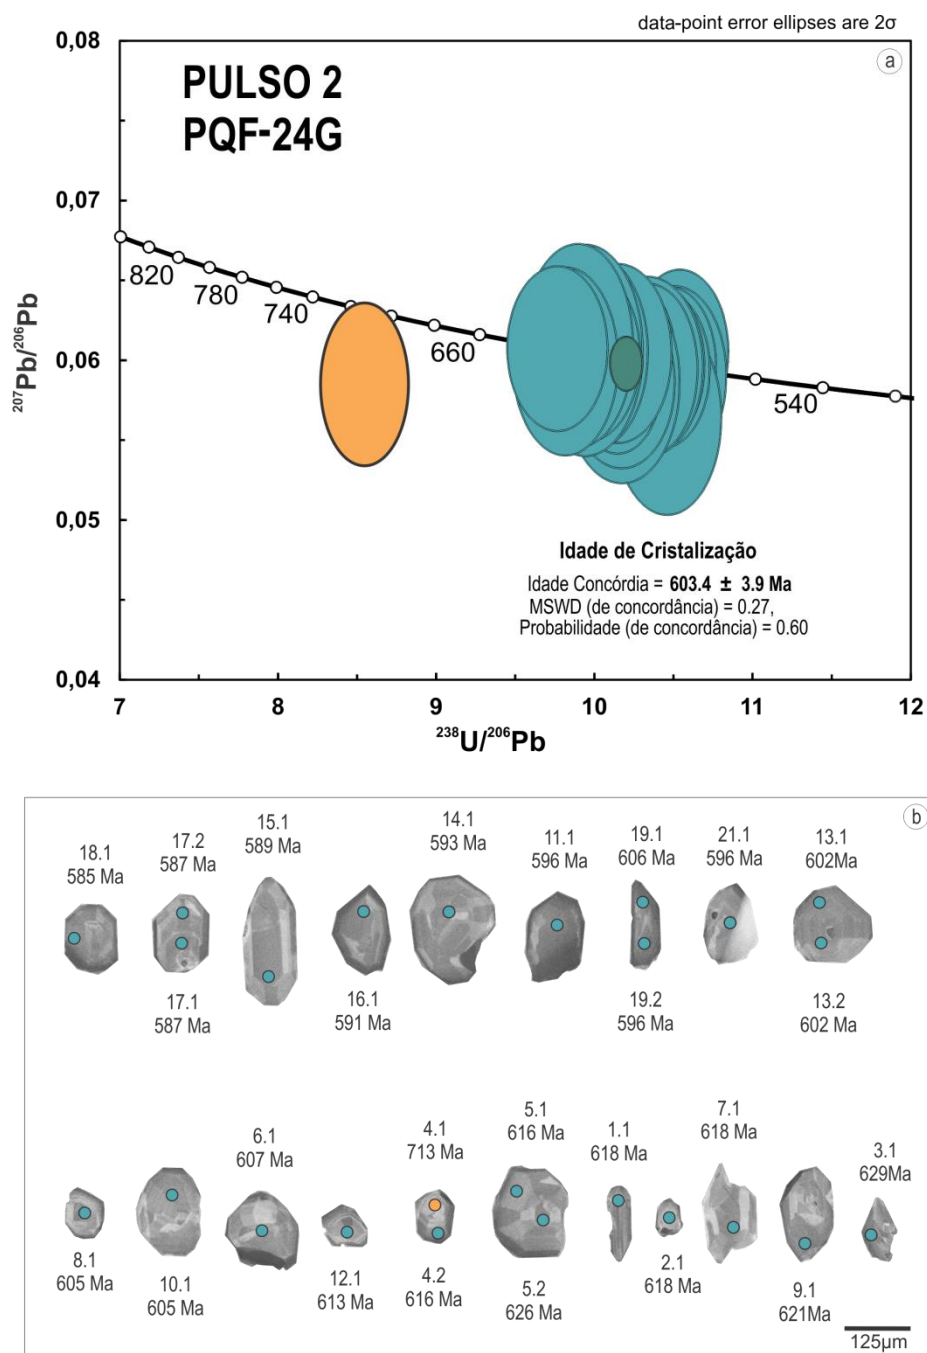 data-point error ellipses are 2σ
0,08
a
PULSO 2
PQF-24G
0,07
820
780
740
660
0,06
540
207Pb/206Pb
0,05
Idade de Cristalização
Idade Concórdia = 603.4 ± 3.9 Ma
MSWD (de concordância) = 0.27,
Probabilidade (de concordância) = 0.60
0,04
7 8 9 10 11 12
238U/206Pb
b
18.1
585 Ma
17.2
587 Ma
15.1
589 Ma
14.1
593 Ma
11.1
596 Ma
19.1
606 Ma
21.1
596 Ma
13.1
602Ma
17.1
587 Ma
16.1
591 Ma
19.2
596 Ma
13.2
602 Ma
6.1
607 Ma
4.1
713 Ma
5.1
616 Ma
1.1
618 Ma
7.1
618 Ma
3.1
629Ma
8.1
605 Ma
10.1
605 Ma
12.1
613 Ma
4.2
616 Ma
5.2
626 Ma
2.1
618 Ma
9.1
621Ma
125µm